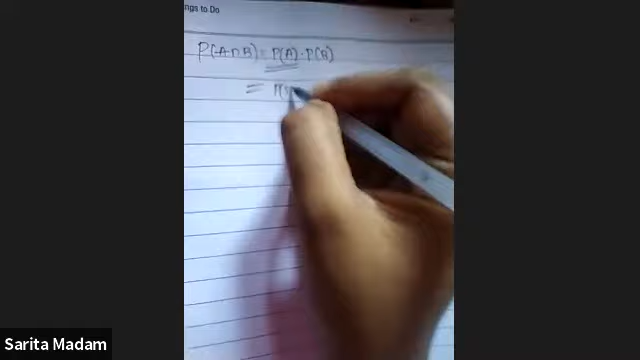 ngs to Do
P(A∩B) = P(A) · P(B)
= P(
Sarita Madam